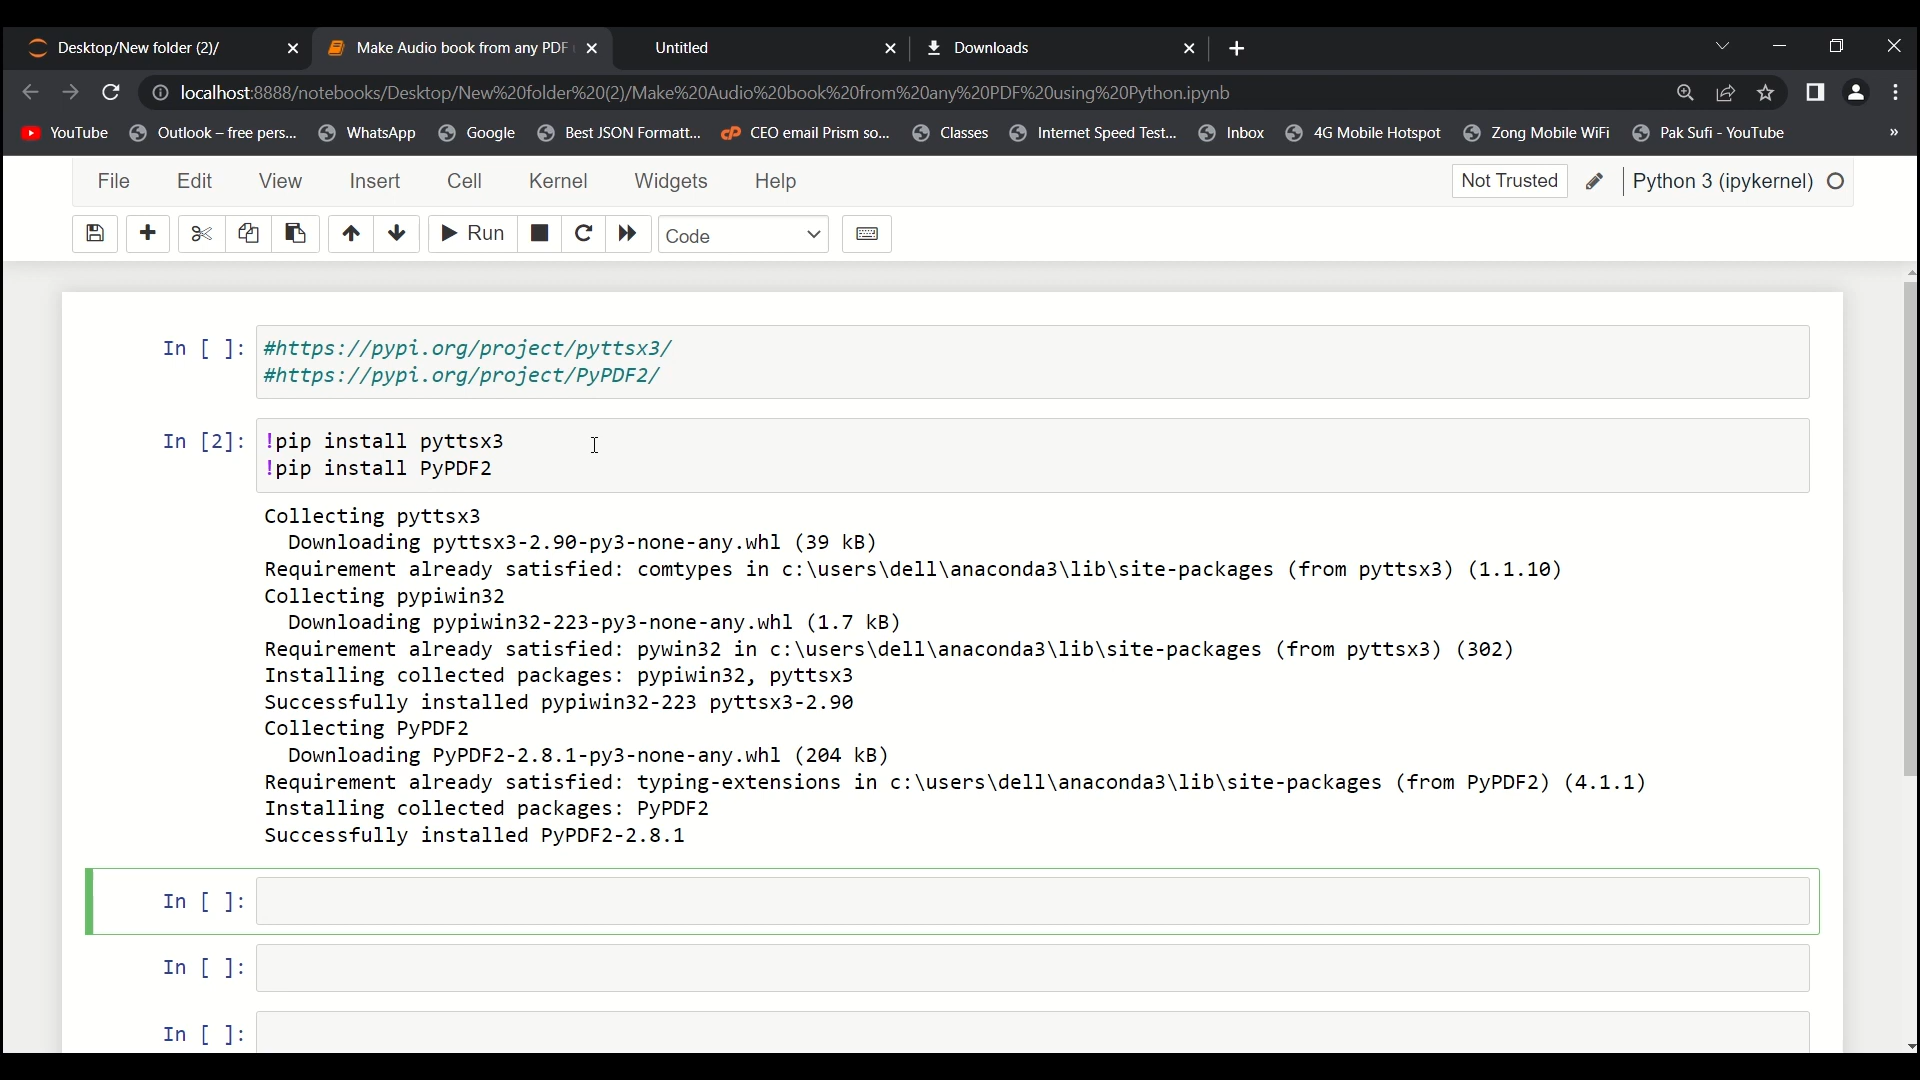 Desktop/New folder (2)/
Make Audio book from any PDF
Untitled
Downloads
localhost:8888/notebooks/Desktop/New%20folder%20(2)/Make%20Audio%20book%20from%20any%20PDF%20using%20Python.ipynb
YouTube
Outlook – free pers...
WhatsApp
Google
Best JSON Formatt...
CEO email Prism so...
Classes
Internet Speed Test...
Inbox
4G Mobile Hotspot
Zong Mobile WiFi
Pak Sufi - YouTube
»
File Edit View Insert Cell Kernel Widgets Help
Not Trusted
Python 3 (ipykernel)
Run
Code
In [ ]: #https://pypi.org/project/pyttsx3/
#https://pypi.org/project/PyPDF2/
In [2]: !pip install pyttsx3
!pip install PyPDF2
Collecting pyttsx3
Downloading pyttsx3-2.90-py3-none-any.whl (39 kB)
Requirement already satisfied: comtypes in c:\users\dell\anaconda3\lib\site-packages (from pyttsx3) (1.1.10)
Collecting pypiwin32
Downloading pypiwin32-223-py3-none-any.whl (1.7 kB)
Requirement already satisfied: pywin32 in c:\users\dell\anaconda3\lib\site-packages (from pyttsx3) (302)
Installing collected packages: pypiwin32, pyttsx3
Successfully installed pypiwin32-223 pyttsx3-2.90
Collecting PyPDF2
Downloading PyPDF2-2.8.1-py3-none-any.whl (204 kB)
Requirement already satisfied: typing-extensions in c:\users\dell\anaconda3\lib\site-packages (from PyPDF2) (4.1.1)
Installing collected packages: PyPDF2
Successfully installed PyPDF2-2.8.1
In [ ]:
In [ ]:
In [ ]: